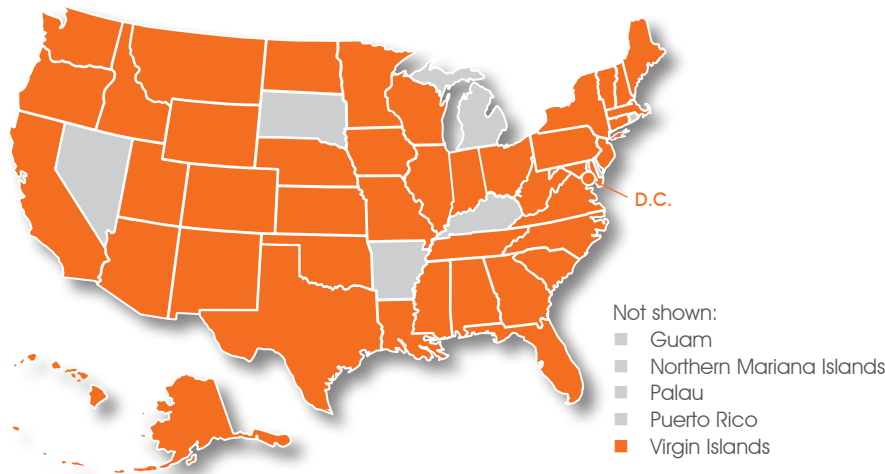 D.C.
Not shown:
Guam
Northern Mariana Islands
Palau
Puerto Rico
Virgin Islands